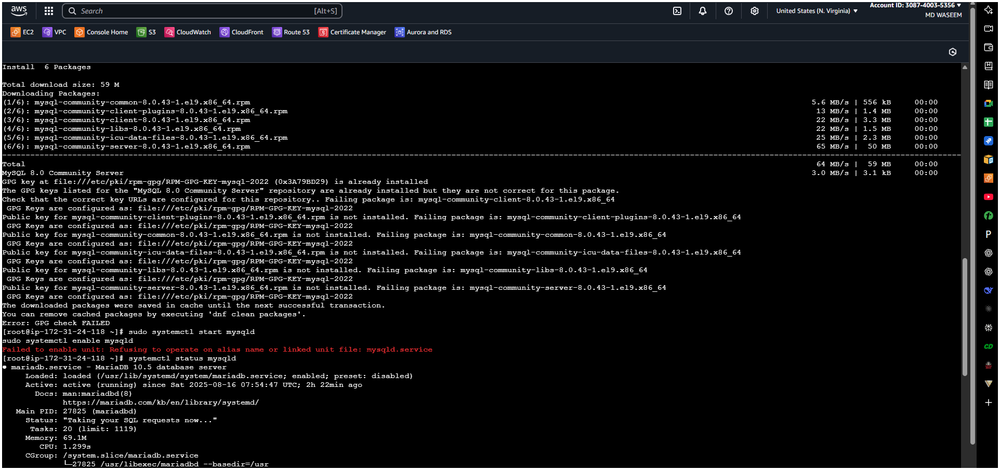 aws
Search
[Alt+S]
United States (N. Virginia) ▼
Account ID: 3087-4003-5356 ▼
MD WASEEM
EC2
VPC
Console Home
S3
CloudWatch
CloudFront
Route 53
Certificate Manager
Aurora and RDS
Install  6 Packages
Total download size: 59 M
Downloading Packages:
(1/6): mysql-community-common-8.0.43-1.el9.x86_64.rpm 5.6 MB/s | 556 kB 00:00
(2/6): mysql-community-client-plugins-8.0.43-1.el9.x86_64.rpm 13 MB/s | 1.4 MB 00:00
(3/6): mysql-community-client-8.0.43-1.el9.x86_64.rpm 22 MB/s | 3.3 MB 00:00
(4/6): mysql-community-libs-8.0.43-1.el9.x86_64.rpm 22 MB/s | 1.5 MB 00:00
(5/6): mysql-community-icu-data-files-8.0.43-1.el9.x86_64.rpm 25 MB/s | 2.3 MB 00:00
(6/6): mysql-community-server-8.0.43-1.el9.x86_64.rpm 65 MB/s | 50 MB 00:00
Total 64 MB/s | 59 MB 00:00
MySQL 8.0 Community Server 3.0 MB/s | 3.1 kB 00:00
GPG key at file:///etc/pki/rpm-gpg/RPM-GPG-KEY-mysql-2022 (0x3A79BD29) is already installed
The GPG keys listed for the "MySQL 8.0 Community Server" repository are already installed but they are not correct for this package.
Check that the correct key URLs are configured for this repository.. Failing package is: mysql-community-client-8.0.43-1.el9.x86_64
GPG Keys are configured as: file:///etc/pki/rpm-gpg/RPM-GPG-KEY-mysql-2022
Public key for mysql-community-client-plugins-8.0.43-1.el9.x86_64.rpm is not installed. Failing package is: mysql-community-client-plugins-8.0.43-1.el9.x86_64
GPG Keys are configured as: file:///etc/pki/rpm-gpg/RPM-GPG-KEY-mysql-2022
Public key for mysql-community-common-8.0.43-1.el9.x86_64.rpm is not installed. Failing package is: mysql-community-common-8.0.43-1.el9.x86_64
GPG Keys are configured as: file:///etc/pki/rpm-gpg/RPM-GPG-KEY-mysql-2022
Public key for mysql-community-icu-data-files-8.0.43-1.el9.x86_64.rpm is not installed. Failing package is: mysql-community-icu-data-files-8.0.43-1.el9.x86_64
GPG Keys are configured as: file:///etc/pki/rpm-gpg/RPM-GPG-KEY-mysql-2022
Public key for mysql-community-libs-8.0.43-1.el9.x86_64.rpm is not installed. Failing package is: mysql-community-libs-8.0.43-1.el9.x86_64
GPG Keys are configured as: file:///etc/pki/rpm-gpg/RPM-GPG-KEY-mysql-2022
Public key for mysql-community-server-8.0.43-1.el9.x86_64.rpm is not installed. Failing package is: mysql-community-server-8.0.43-1.el9.x86_64
GPG Keys are configured as: file:///etc/pki/rpm-gpg/RPM-GPG-KEY-mysql-2022
The downloaded packages were saved in cache until the next successful transaction.
You can remove cached packages by executing 'dnf clean packages'.
Error: GPG check FAILED
[root@ip-172-31-24-118 ~]# sudo systemctl start mysqld
sudo systemctl enable mysqld
Failed to enable unit: Refusing to operate on alias name or linked unit file: mysqld.service
[root@ip-172-31-24-118 ~]# systemctl status mysqld
● mariadb.service - MariaDB 10.5 database server
Loaded: loaded (/usr/lib/systemd/system/mariadb.service; enabled; preset: disabled)
Active: active (running) since Sat 2025-08-16 07:54:47 UTC; 2h 22min ago
Docs: man:mariadbd(8)
https://mariadb.com/kb/en/library/systemd/
Main PID: 27825 (mariadbd)
Status: "Taking your SQL requests now..."
Tasks: 20 (limit: 1119)
Memory: 69.1M
CPU: 1.299s
CGroup: /system.slice/mariadb.service
└─27825 /usr/libexec/mariadbd --basedir=/usr
P
CD